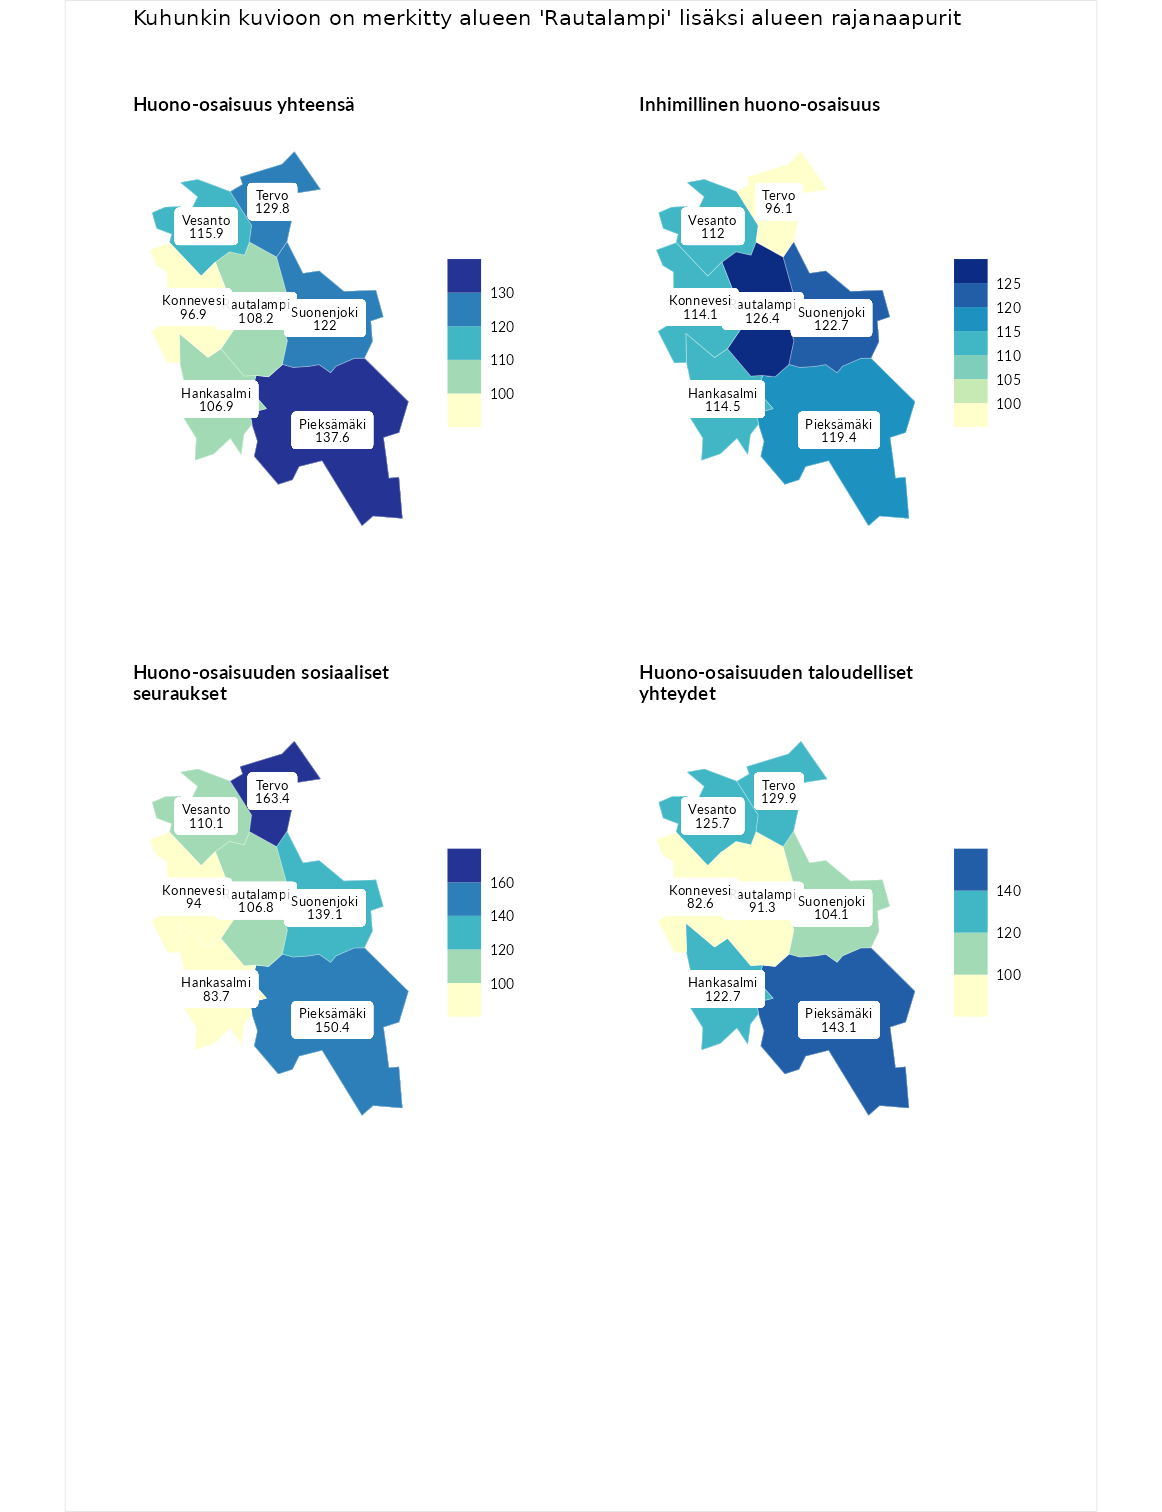 Kuhunkin kuvioon on merkitty alueen 'Rautalampi' lisäksi alueen rajanaapurit
Huono-osaisuus yhteensä
Tervo
129.8
Vesanto
115.9
Konnevesi
96.9
autalampi
108.2
Suonenjoki
122
Hankasalmi
106.9
Pieksämäki
137.6
130
120
110
100
Inhimillinen huono-osaisuus
Tervo
96.1
Vesanto
112
Konnevesi
114.1
autalampi
126.4
Suonenjoki
122.7
Hankasalmi
114.5
Pieksämäki
119.4
125
120
115
110
105
100
Huono-osaisuuden sosiaaliset
seuraukset
Tervo
163.4
Vesanto
110.1
Konnevesi
94
autalampi
106.8
Suonenjoki
139.1
Hankasalmi
83.7
Pieksämäki
150.4
160
140
120
100
Huono-osaisuuden taloudelliset
yhteydet
Tervo
129.9
Vesanto
125.7
Konnevesi
82.6
autalampi
91.3
Suonenjoki
104.1
Hankasalmi
122.7
Pieksämäki
143.1
140
120
100